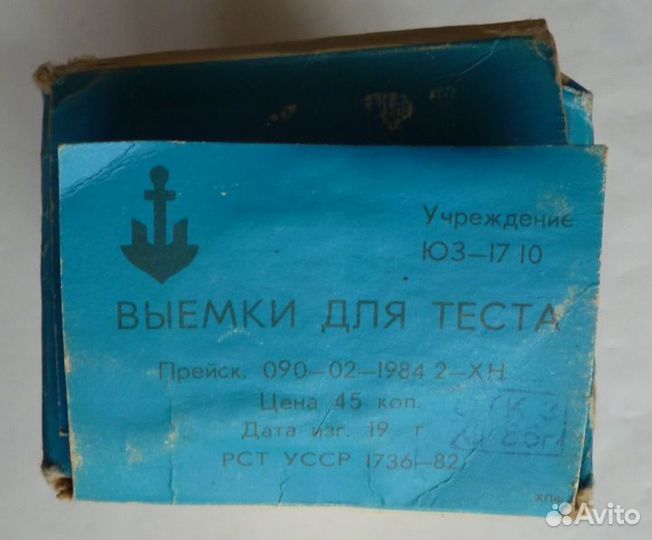 Учреждение
ЮЗ-17 10
ВЫЕМКИ ДЛЯ ТЕСТА
Прейск. 090-02-1984 2-ХН
Цена 45 коп.
Дата изг. 19 г.
РСТ УССР 1736-82
ХПФ
Avito